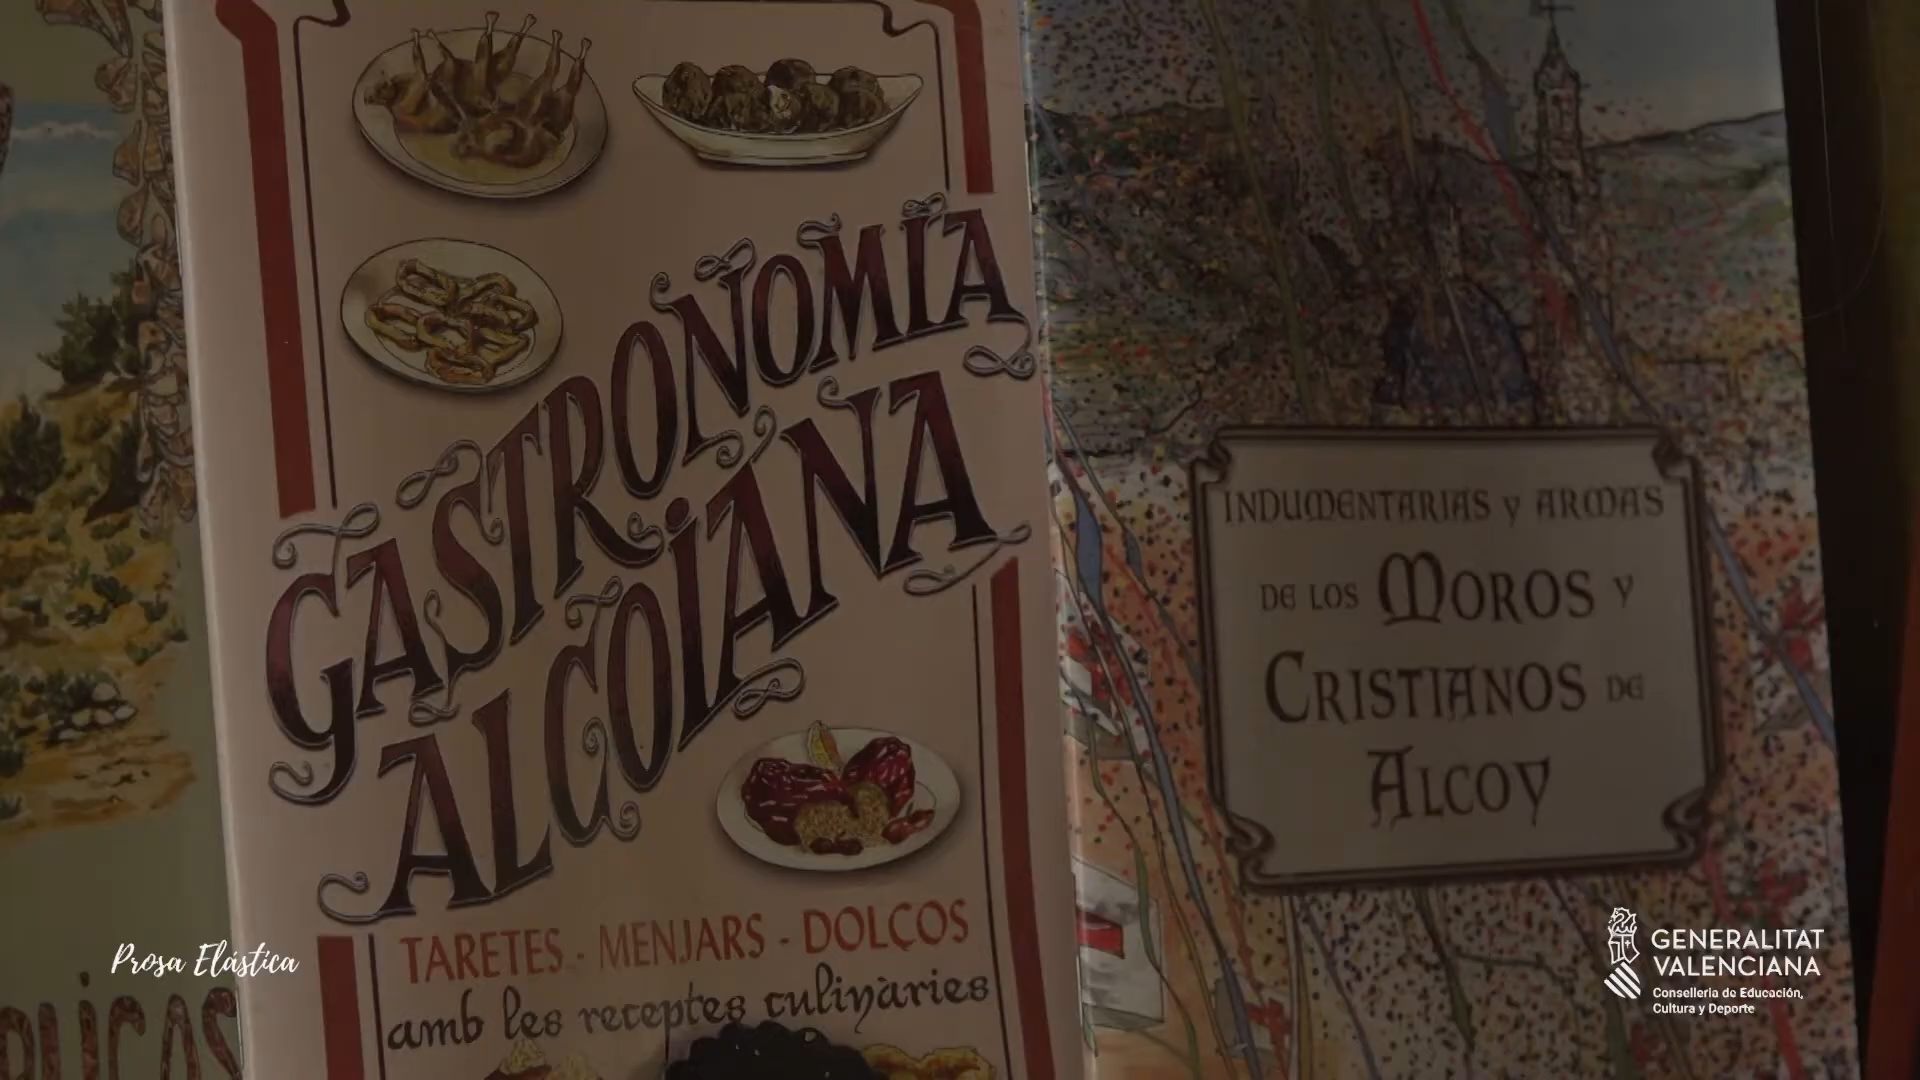 GASTRONOMIA
ALCOIANA
TARETES - MENJARS - DOLÇOS
amb les receptes culinàries
INDUMENTARIAS Y ARMAS
DE LOS MOROS Y
CRISTIANOS DE
ALCOY
Prosa Elástica
GENERALITAT
VALENCIANA
Conselleria de Educación,
Cultura y Deporte